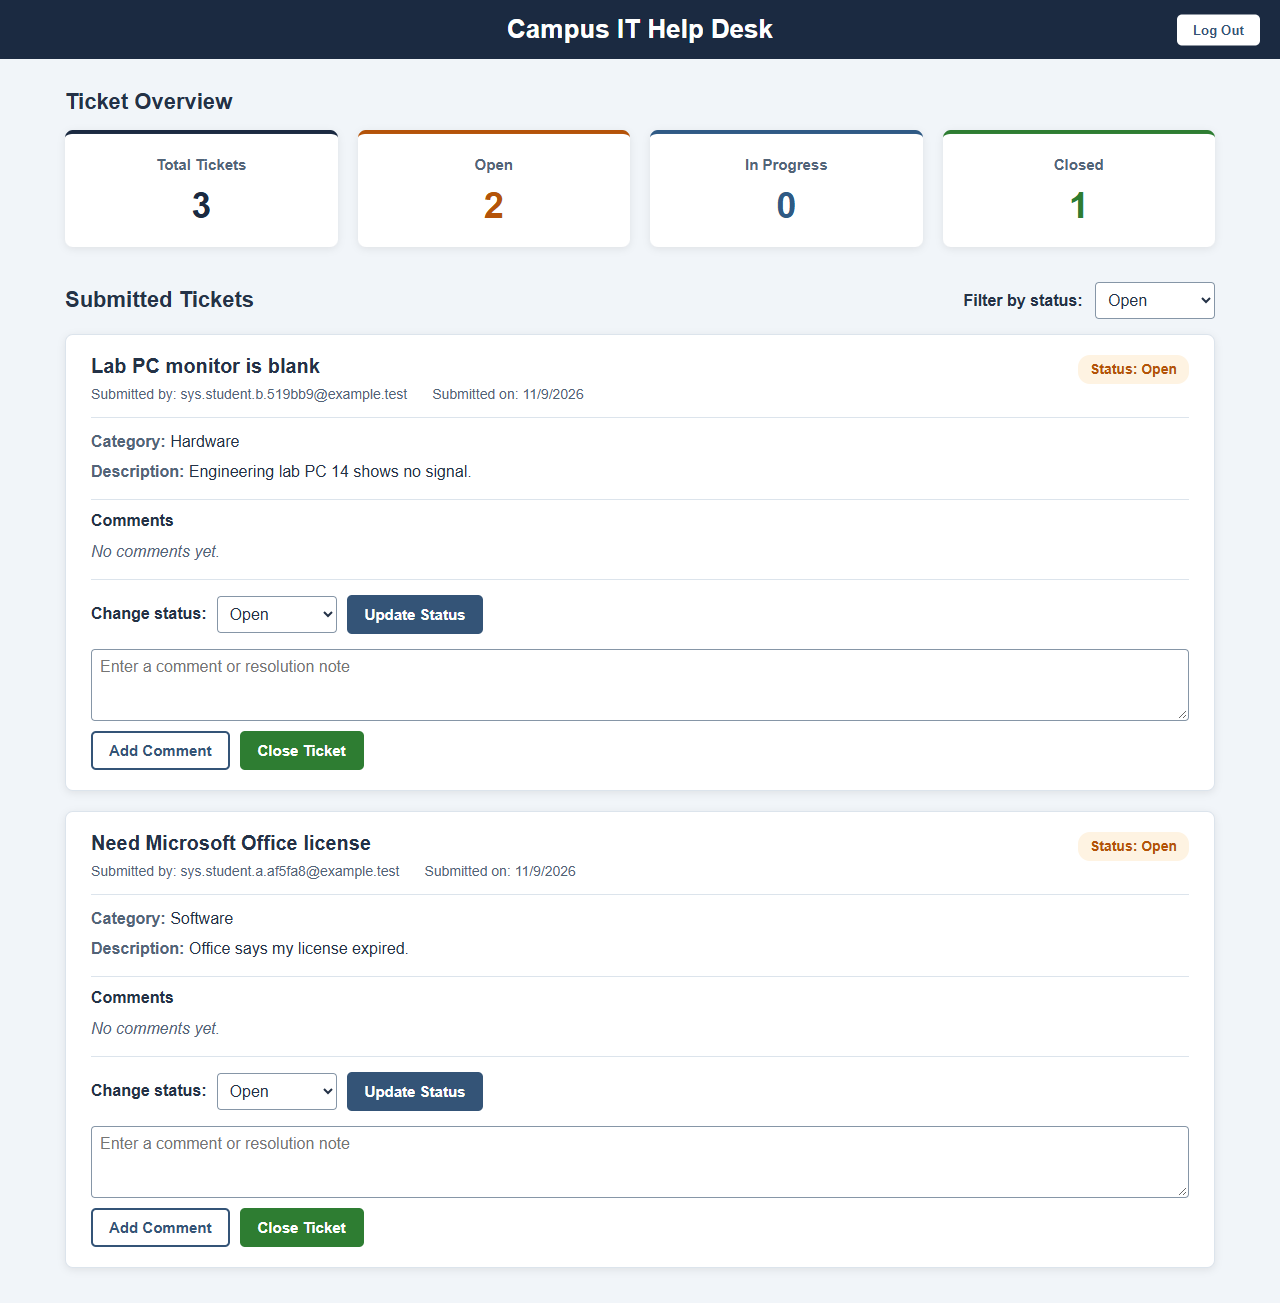 Campus IT Help Desk
Log Out
Ticket Overview
Total Tickets
3
Open
2
In Progress
0
Closed
1
Submitted Tickets
Filter by status: Open
Lab PC monitor is blank
Status: Open
Submitted by: sys.student.b.519bb9@example.test Submitted on: 11/9/2026
Category: Hardware
Description: Engineering lab PC 14 shows no signal.
Comments
No comments yet.
Change status: Open Update Status
Enter a comment or resolution note
Add Comment Close Ticket
Need Microsoft Office license
Status: Open
Submitted by: sys.student.a.af5fa8@example.test Submitted on: 11/9/2026
Category: Software
Description: Office says my license expired.
Comments
No comments yet.
Change status: Open Update Status
Enter a comment or resolution note
Add Comment Close Ticket